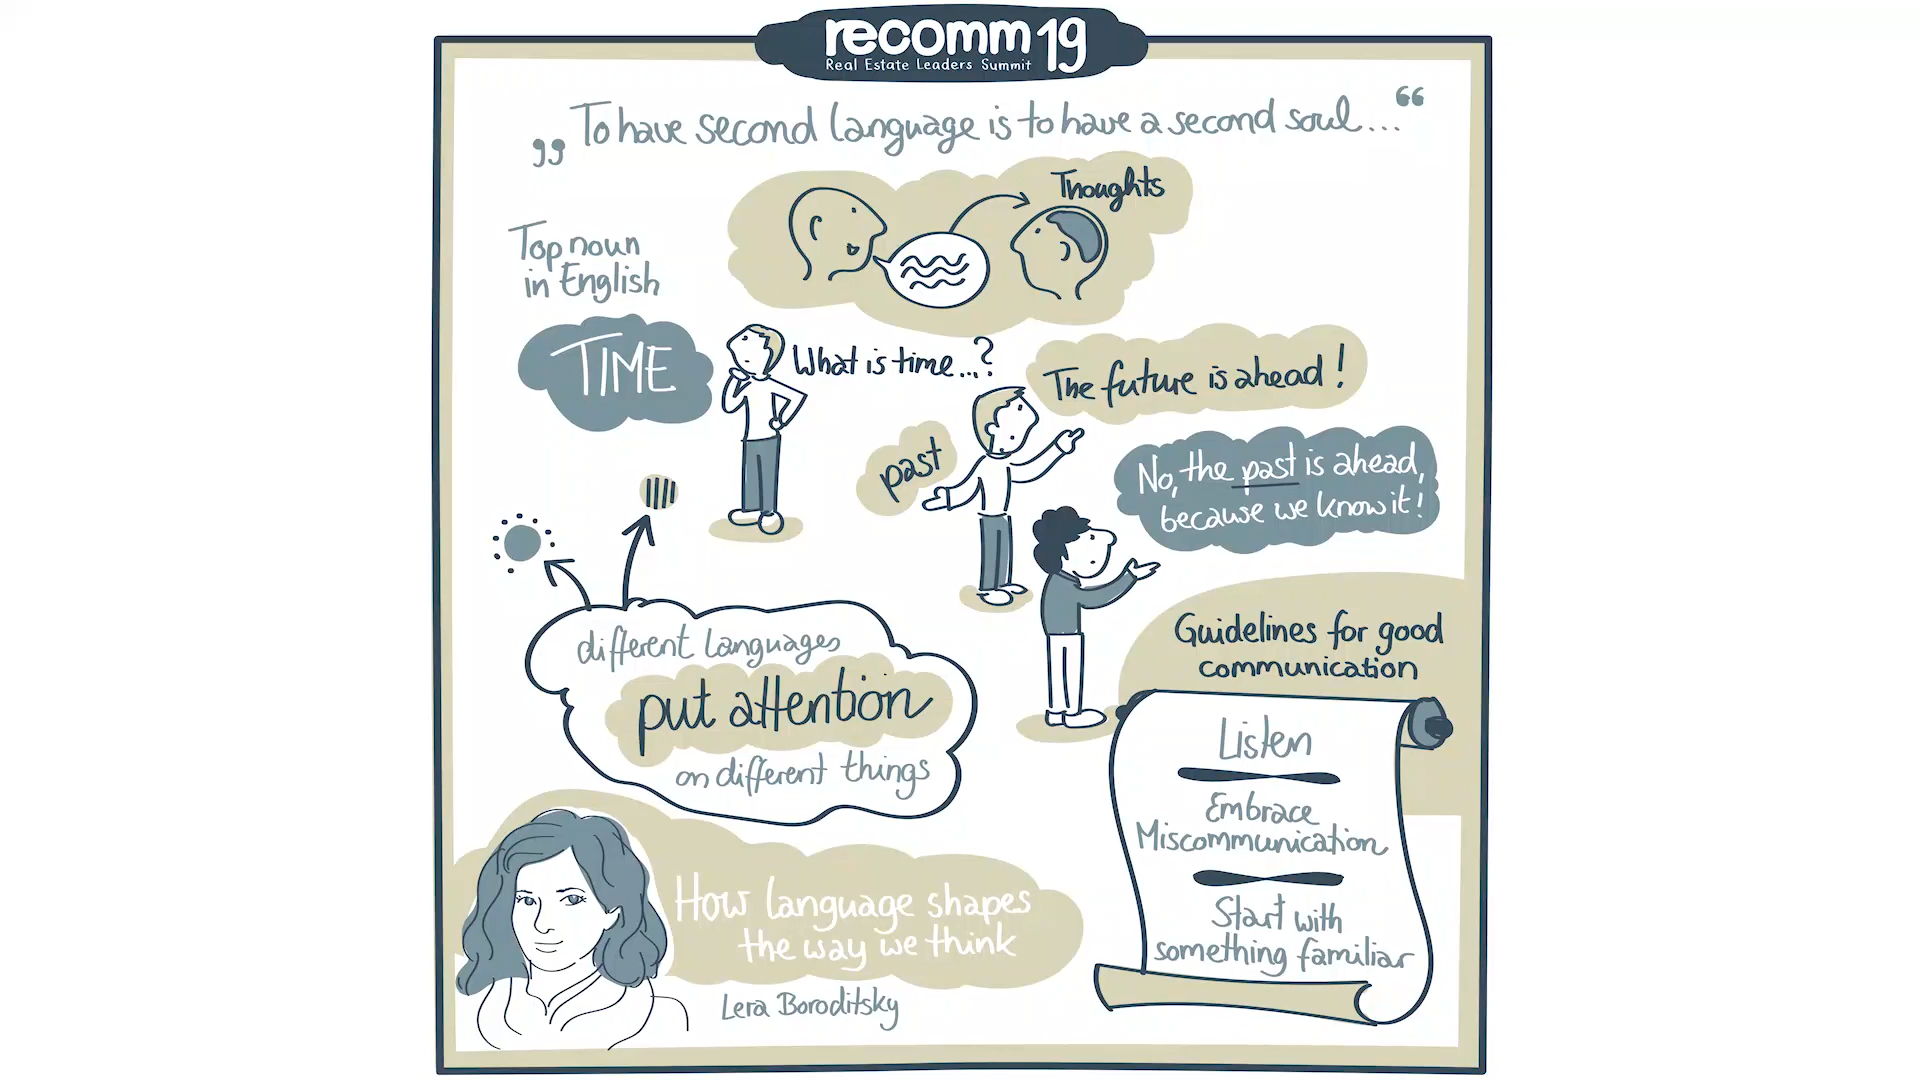 recomm19
Real Estate Leaders Summit
„To have second language is to have a second soul...“
Thoughts
Top noun
in English
TIME
What is time...?
The future is ahead!
past
No, the past is ahead,
because we know it!
different languages
put attention
on different things
Guidelines for good
communication
Listen
Embrace
Miscommunication
Start with
something familiar
How language shapes
the way we think
Lera Boroditsky